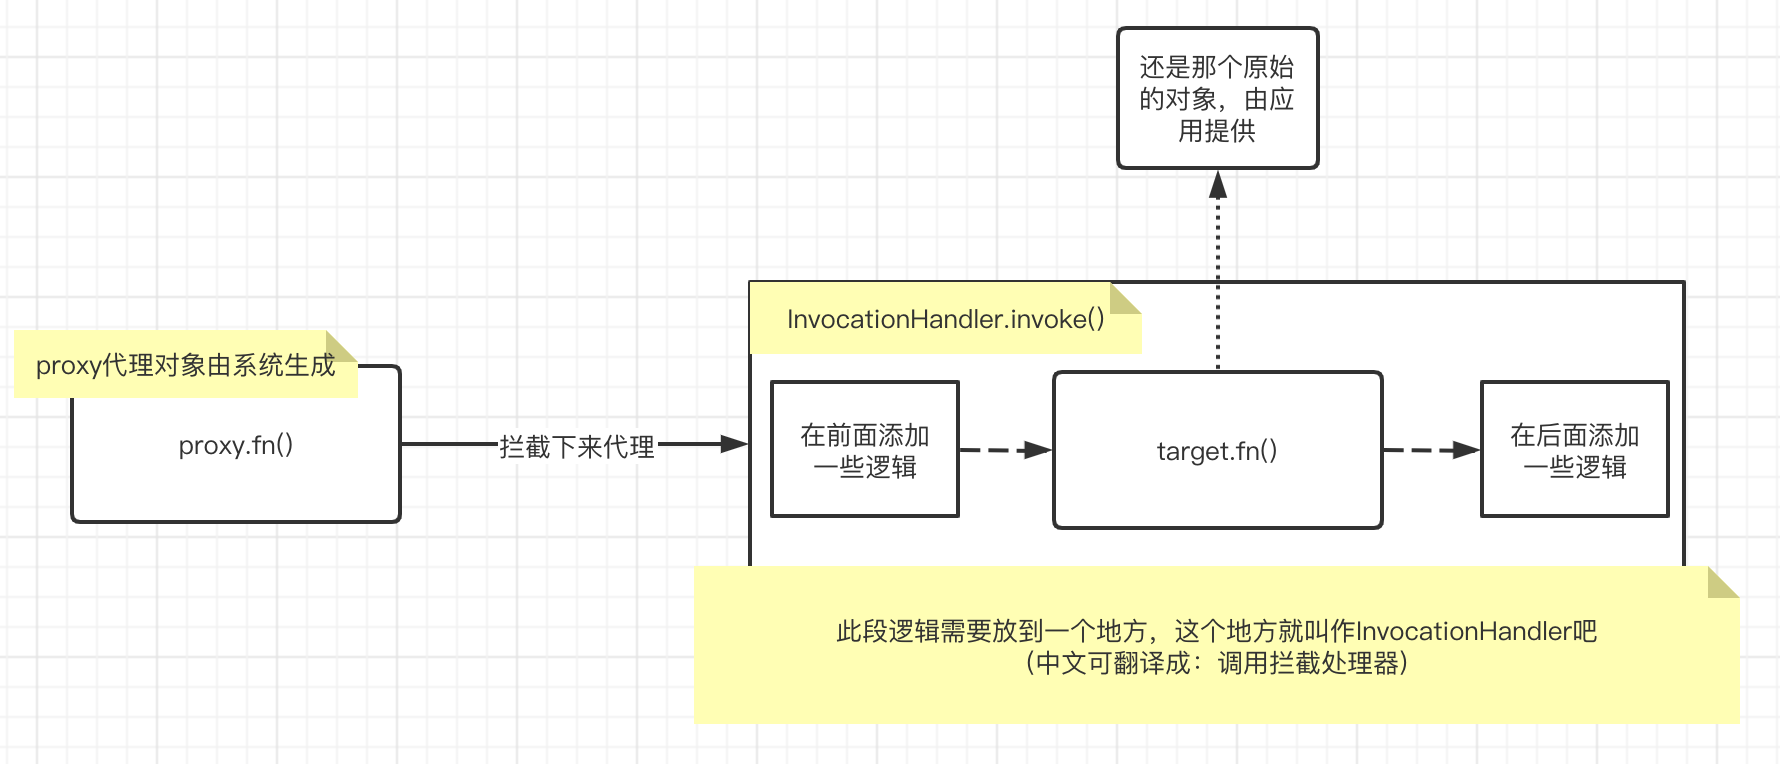 还是那个原始
的对象，由应
用提供
InvocationHandler.invoke()
proxy代理对象由系统生成
proxy.fn()
拦截下来代理
在前面添加
一些逻辑
target.fn()
在后面添加
一些逻辑
此段逻辑需要放到一个地方，这个地方就叫作InvocationHandler吧
（中文可翻译成：调用拦截处理器）